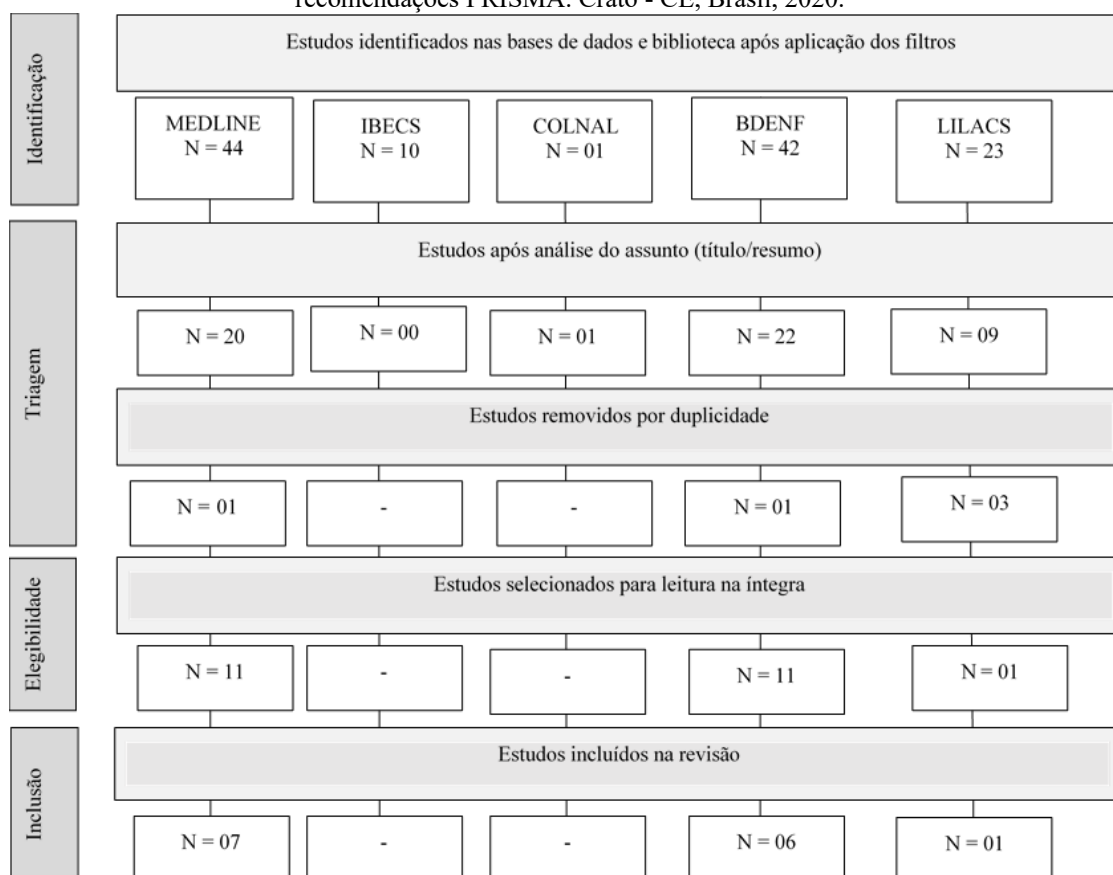 recomendações PRISMA. Crato - CE, Brasil, 2020.
Identificação
Estudos identificados nas bases de dados e biblioteca após aplicação dos filtros
MEDLINE
N = 44
IBECS
N = 10
COLNAL
N = 01
BDENF
N = 42
LILACS
N = 23
Triagem
Estudos após análise do assunto (título/resumo)
N = 20
N = 00
N = 01
N = 22
N = 09
Estudos removidos por duplicidade
N = 01
-
-
N = 01
N = 03
Elegibilidade
Estudos selecionados para leitura na íntegra
N = 11
-
-
N = 11
N = 01
Inclusão
Estudos incluídos na revisão
N = 07
-
-
N = 06
N = 01